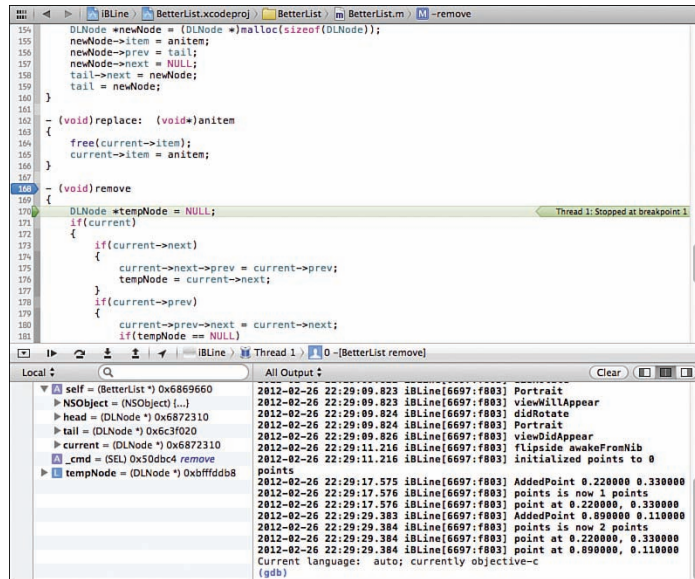 iBLine BetterList.xcodeproj BetterList BetterList.m M -remove
154 DLNode *newNode = (DLNode *)malloc(sizeof(DLNode));
155 newNode->item = anitem;
156 newNode->prev = tail;
157 newNode->next = NULL;
158 tail->next = newNode;
159 tail = newNode;
160 }
161
162 - (void)replace: (void*)anitem
163 {
164 free(current->item);
165 current->item = anitem;
166 }
167
168 - (void)remove
169 {
170 DLNode *tempNode = NULL; Thread 1: Stopped at breakpoint 1
171 if(current)
172 {
173 if(current->next)
174 {
175 current->next->prev = current->prev;
176 tempNode = current->next;
177 }
178 if(current->prev)
179 {
180 current->prev->next = current->next;
181 if(tempNode == NULL)
iBLine Thread 1 0 -[BetterList remove]
Local All Output Clear
A self = (BetterList *) 0x6869660
NSObject = (NSObject) {...}
head = (DLNode *) 0x6872310
tail = (DLNode *) 0x6c3f020
current = (DLNode *) 0x6872310
A _cmd = (SEL) 0x50dbc4 remove
L tempNode = (DLNode *) 0xbfffddb8
2012-02-26 22:29:09.823 iBLine[6697:f803] Portrait
2012-02-26 22:29:09.823 iBLine[6697:f803] viewWillAppear
2012-02-26 22:29:09.824 iBLine[6697:f803] didRotate
2012-02-26 22:29:09.824 iBLine[6697:f803] Portrait
2012-02-26 22:29:09.826 iBLine[6697:f803] viewDidAppear
2012-02-26 22:29:11.216 iBLine[6697:f803] flipside awakeFromNib
2012-02-26 22:29:11.216 iBLine[6697:f803] initialized points to 0
points
2012-02-26 22:29:17.575 iBLine[6697:f803] AddedPoint 0.220000 0.330000
2012-02-26 22:29:17.576 iBLine[6697:f803] points is now 1 points
2012-02-26 22:29:17.576 iBLine[6697:f803] point at 0.220000, 0.330000
2012-02-26 22:29:29.383 iBLine[6697:f803] AddedPoint 0.890000 0.110000
2012-02-26 22:29:29.384 iBLine[6697:f803] points is now 2 points
2012-02-26 22:29:29.384 iBLine[6697:f803] point at 0.220000, 0.330000
2012-02-26 22:29:29.384 iBLine[6697:f803] point at 0.890000, 0.110000
Current language: auto; currently objective-c
(gdb)